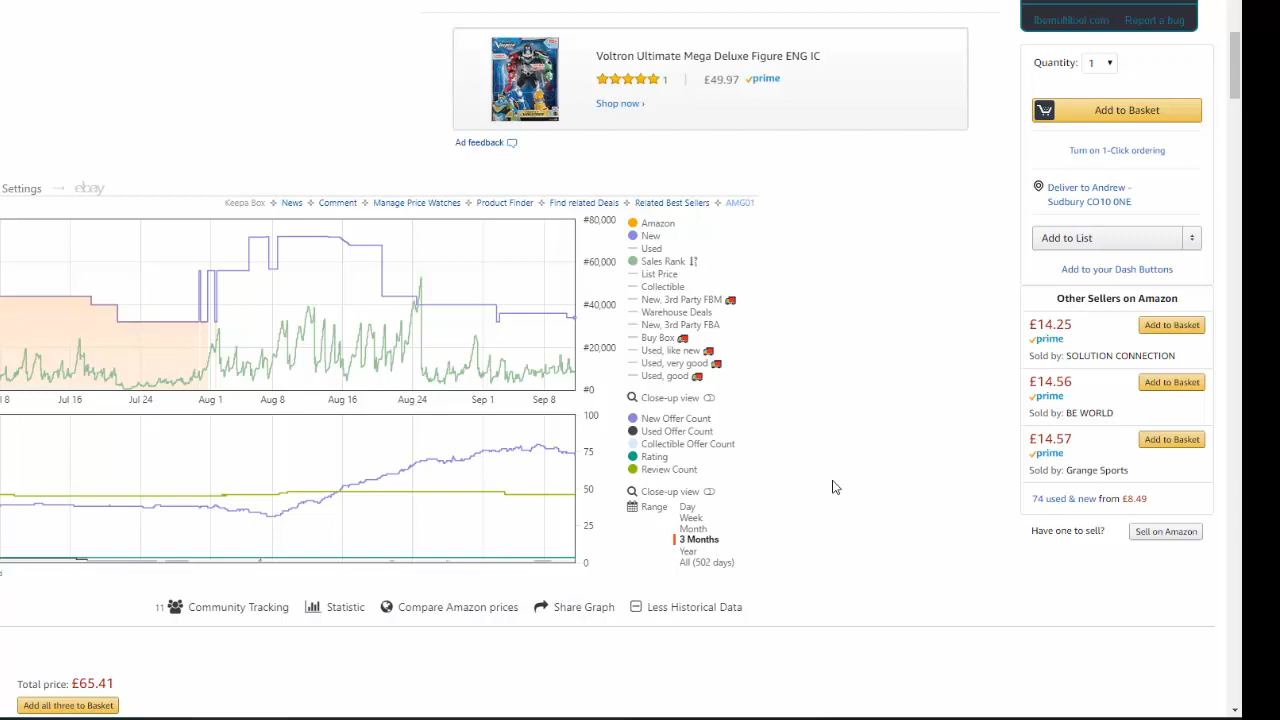 fbemultitool.com Report a bug
Voltron Ultimate Mega Deluxe Figure ENG IC
1 | £49.97 prime
Shop now ›
Ad feedback
Quantity: 1
Add to Basket
Turn on 1-Click ordering
Deliver to Andrew -
Sudbury CO10 0NE
Add to List
Add to your Dash Buttons
Other Sellers on Amazon
£14.25 Add to Basket
prime
Sold by: SOLUTION CONNECTION
£14.56 Add to Basket
prime
Sold by: BE WORLD
£14.57 Add to Basket
prime
Sold by: Grange Sports
74 used & new from £8.49
Have one to sell? Sell on Amazon
Settings → ebay
Keepa Box News Comment Manage Price Watches Product Finder Find related Deals Related Best Sellers AMG01
#80,000
#60,000
#40,000
#20,000
#0
8 Jul 16 Jul 24 Aug 1 Aug 8 Aug 16 Aug 24 Sep 1 Sep 8
Amazon
New
Used
Sales Rank
List Price
Collectible
New, 3rd Party FBM
Warehouse Deals
New, 3rd Party FBA
Buy Box
Used, like new
Used, very good
Used, good
Close-up view
100
75
50
25
0
New Offer Count
Used Offer Count
Collectible Offer Count
Rating
Review Count
Close-up view
Range Day
Week
Month
3 Months
Year
All (502 days)
11 Community Tracking Statistic Compare Amazon prices Share Graph Less Historical Data
Total price: £65.41
Add all three to Basket